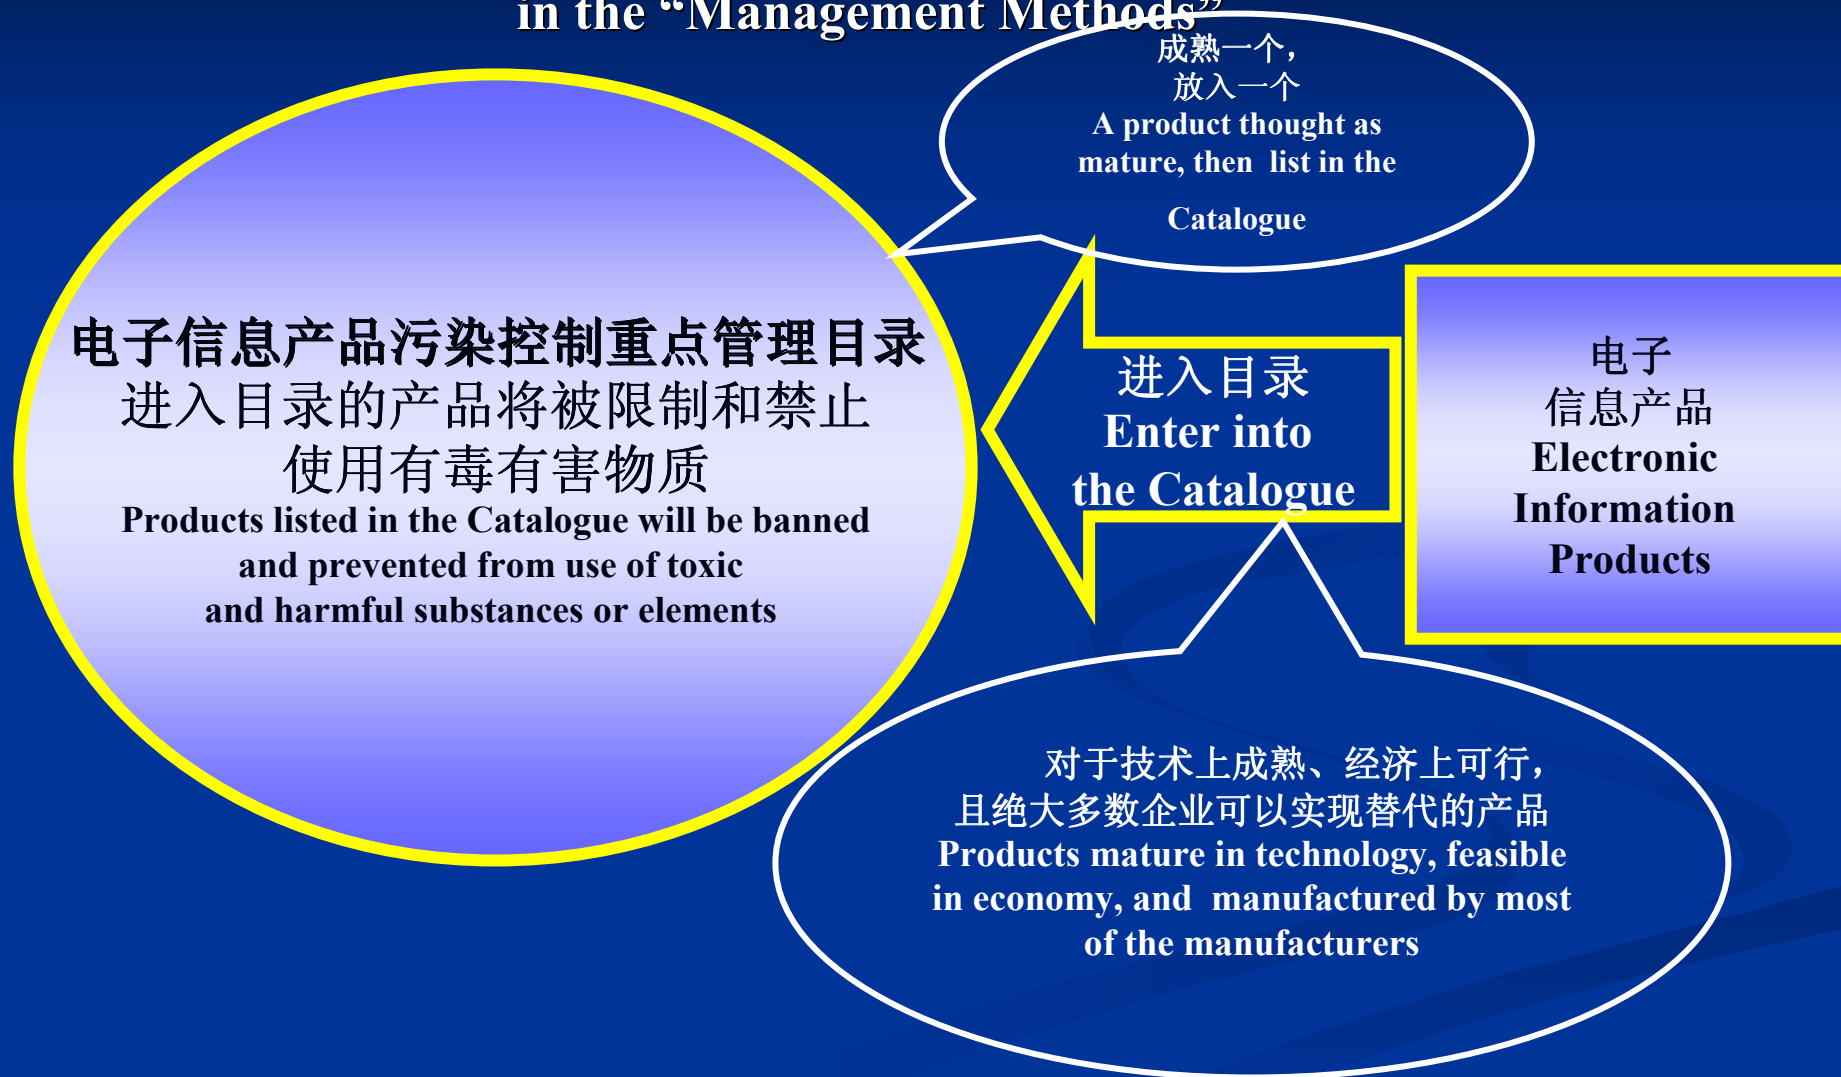 in the “Management Methods”
成熟一个，
放入一个
A product thought as
mature, then list in the
Catalogue
电子信息产品污染控制重点管理目录
进入目录的产品将被限制和禁止
使用有毒有害物质
Products listed in the Catalogue will be banned
and prevented from use of toxic
and harmful substances or elements
进入目录
Enter into
the Catalogue
电子
信息产品
Electronic
Information
Products
对于技术上成熟、经济上可行，
且绝大多数企业可以实现替代的产品
Products mature in technology, feasible
in economy, and manufactured by most
of the manufacturers